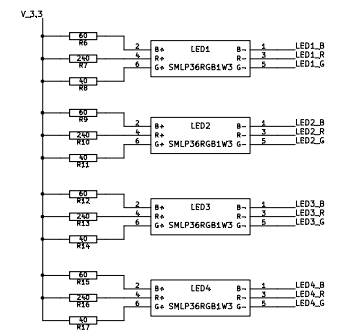 V_3.3
60
R6 2 B+ LED1 B- 1 LED1_B
240 4 R+ R- 3 LED1_R
R7 6 G+ SMLP36RGB1W3 G- 5 LED1_G
40
R8
60
R9 2 B+ LED2 B- 1 LED2_B
240 4 R+ R- 3 LED2_R
R10 6 G+ SMLP36RGB1W3 G- 5 LED2_G
40
R11
60
R12 2 B+ LED3 B- 1 LED3_B
240 4 R+ R- 3 LED3_R
R13 6 G+ SMLP36RGB1W3 G- 5 LED3_G
40
R14
60
R15 2 B+ LED4 B- 1 LED4_B
240 4 R+ R- 3 LED4_R
R16 6 G+ SMLP36RGB1W3 G- 5 LED4_G
40
R17